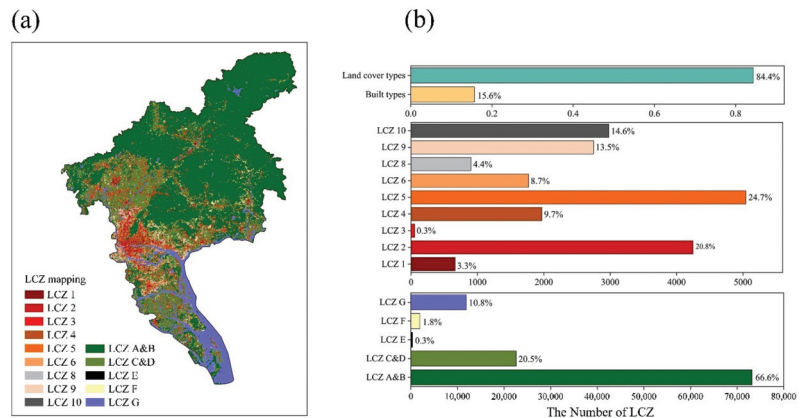 (a)
(b)
LCZ mapping
LCZ 1
LCZ 2
LCZ 3
LCZ 4
LCZ 5
LCZ 6
LCZ 8
LCZ 9
LCZ 10
LCZ A&B
LCZ C&D
LCZ E
LCZ F
LCZ G
Land cover types 84.4%
Built types 15.6%
0.0 0.2 0.4 0.6 0.8
LCZ 10 14.6%
LCZ 9 13.5%
LCZ 8 4.4%
LCZ 6 8.7%
LCZ 5 24.7%
LCZ 4 9.7%
LCZ 3 0.3%
LCZ 2 20.8%
LCZ 1 3.3%
0 1000 2000 3000 4000 5000
LCZ G 10.8%
LCZ F 1.8%
LCZ E 0.3%
LCZ C&D 20.5%
LCZ A&B 66.6%
0 10,000 20,000 30,000 40,000 50,000 60,000 70,000 80,000
The Number of LCZ